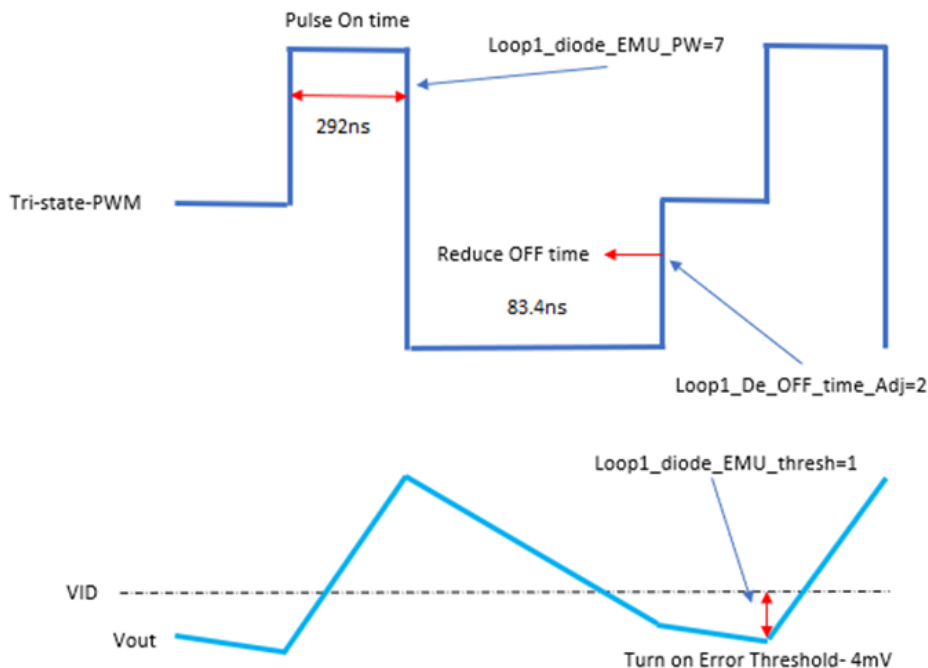 Pulse On time
Loop1_diode_EMU_PW=7
292ns
Tri-state-PWM
Reduce OFF time
83.4ns
Loop1_De_OFF_time_Adj=2
Loop1_diode_EMU_thresh=1
VID
Vout
Turn on Error Threshold- 4mV